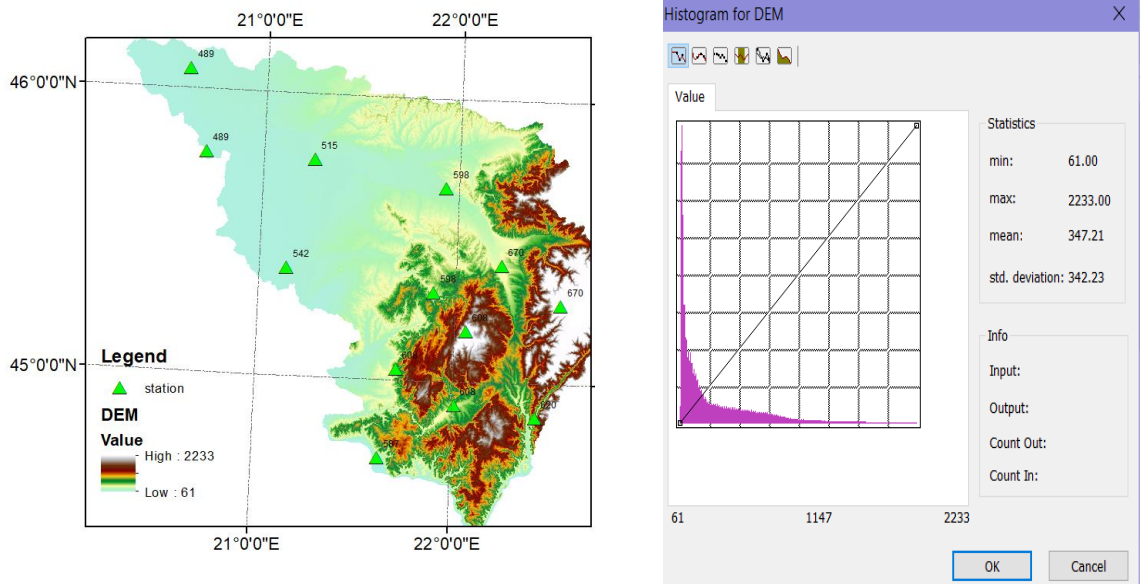 21°0'0"E
22°0'0"E
46°0'0"N
489
489
515
598
542
670
670
598
45°0'0"N
Legend
station
DEM
Value
High : 2233
Low : 61
21°0'0"E
22°0'0"E
Histogram for DEM
X
Value
Statistics
min: 61.00
max: 2233.00
mean: 347.21
std. deviation: 342.23
Info
Input:
Output:
Count Out:
Count In:
61
1147
2233
OK
Cancel